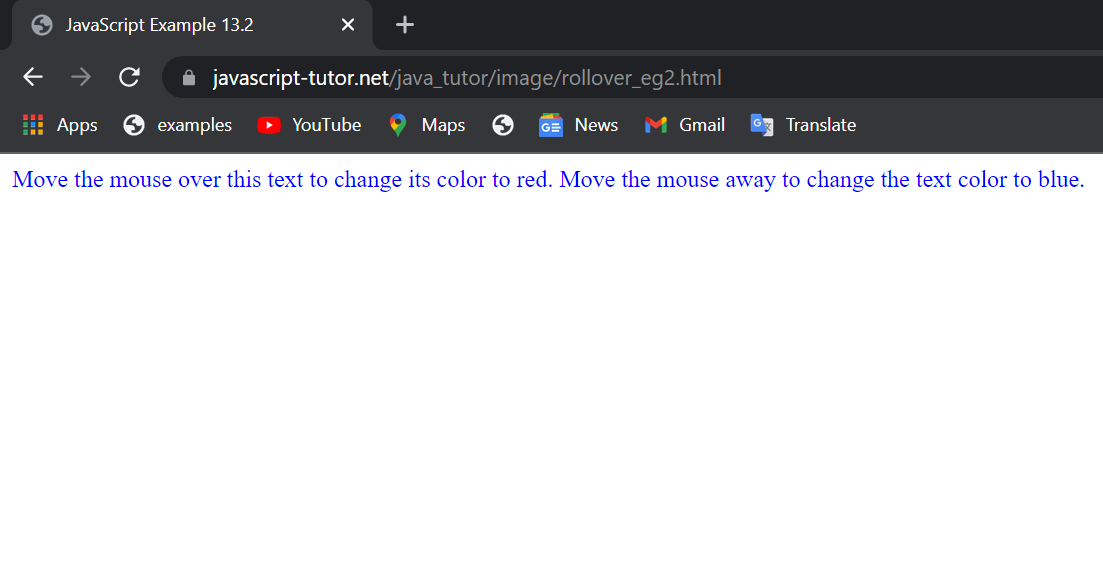 JavaScript Example 13.2
javascript-tutor.net/java_tutor/image/rollover_eg2.html
Apps examples YouTube Maps News Gmail Translate
Move the mouse over this text to change its color to red. Move the mouse away to change the text color to blue.